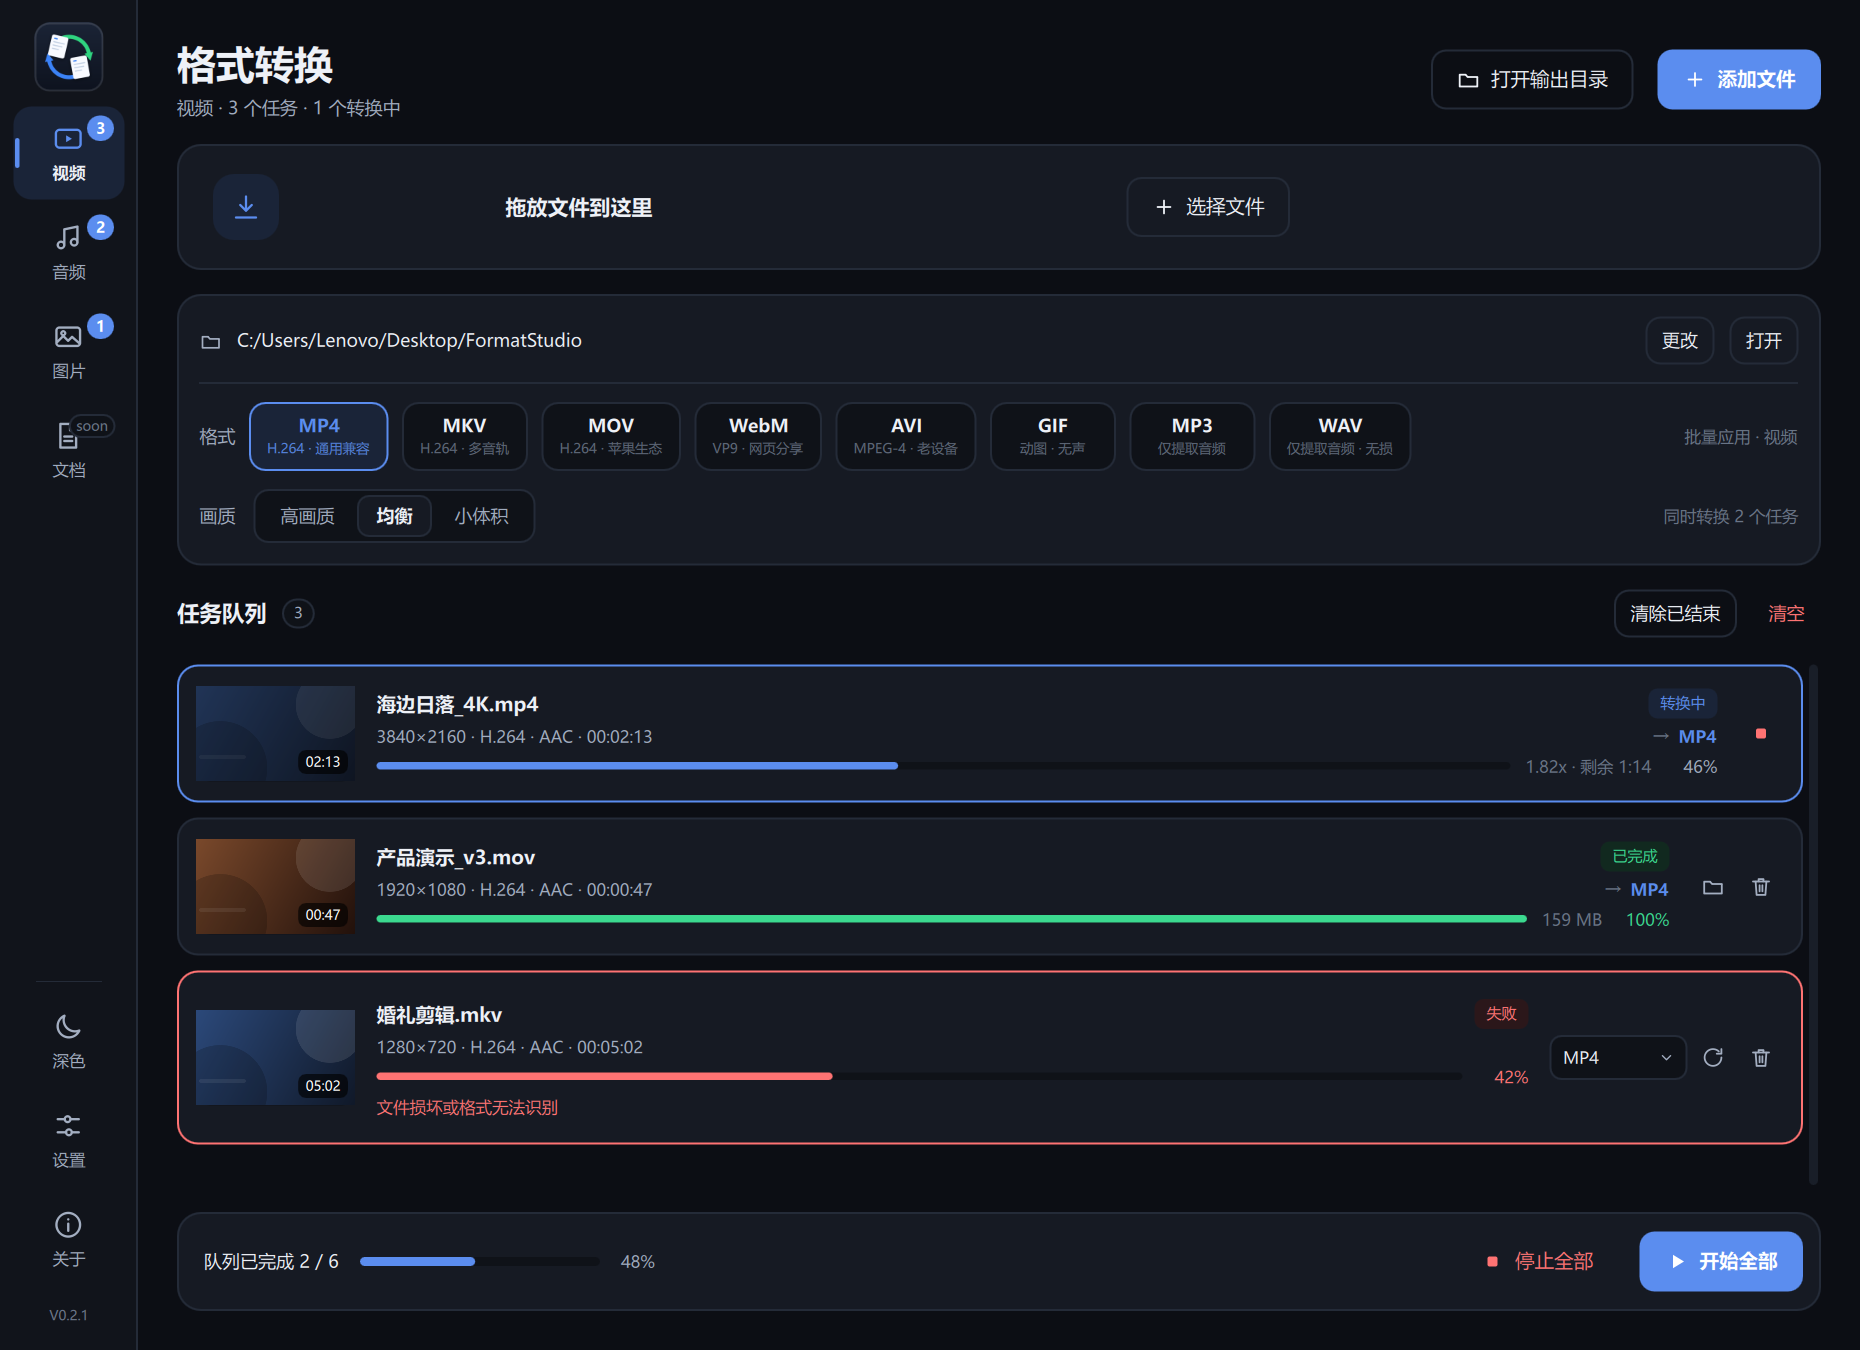 3
视频
2
音频
1
图片
soon
文档
深色
设置
关于
V0.2.1
格式转换
视频 · 3 个任务 · 1 个转换中
打开输出目录
添加文件
拖放文件到这里
选择文件
C:/Users/Lenovo/Desktop/FormatStudio
更改
打开
格式
MP4
H.264 · 通用兼容
MKV
H.264 · 多音轨
MOV
H.264 · 苹果生态
WebM
VP9 · 网页分享
AVI
MPEG-4 · 老设备
GIF
动图 · 无声
MP3
仅提取音频
WAV
仅提取音频 · 无损
批量应用 · 视频
画质
高画质
均衡
小体积
同时转换 2 个任务
任务队列
3
清除已结束
清空
02:13
海边日落_4K.mp4
3840×2160 · H.264 · AAC · 00:02:13
转换中
→ MP4
1.82x · 剩余 1:14
46%
00:47
产品演示_v3.mov
1920×1080 · H.264 · AAC · 00:00:47
已完成
→ MP4
159 MB
100%
05:02
婚礼剪辑.mkv
1280×720 · H.264 · AAC · 00:05:02
失败
42%
MP4
文件损坏或格式无法识别
队列已完成 2 / 6
48%
停止全部
开始全部